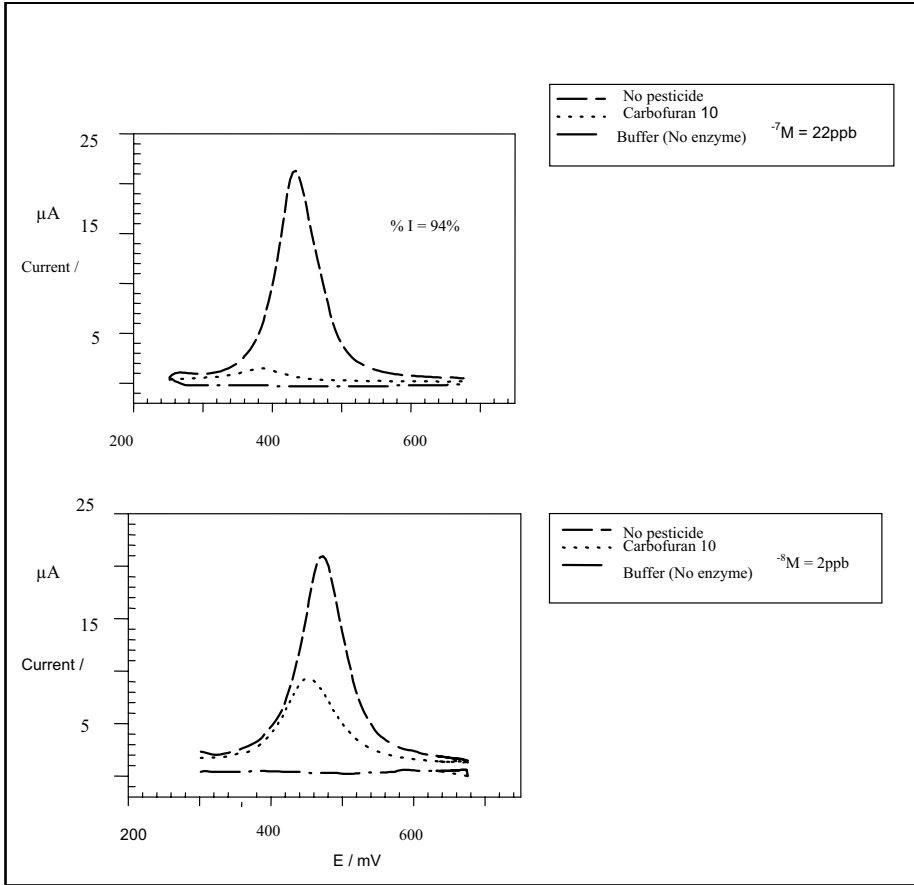 No pesticide
Carbofuran 10
Buffer (No enzyme)
-7M = 22ppb
25
µA
15
Current /
5
% I = 94%
200
400
600
No pesticide
Carbofuran 10
Buffer (No enzyme)
-8M = 2ppb
25
µA
15
Current /
5
200
400
600
E / mV